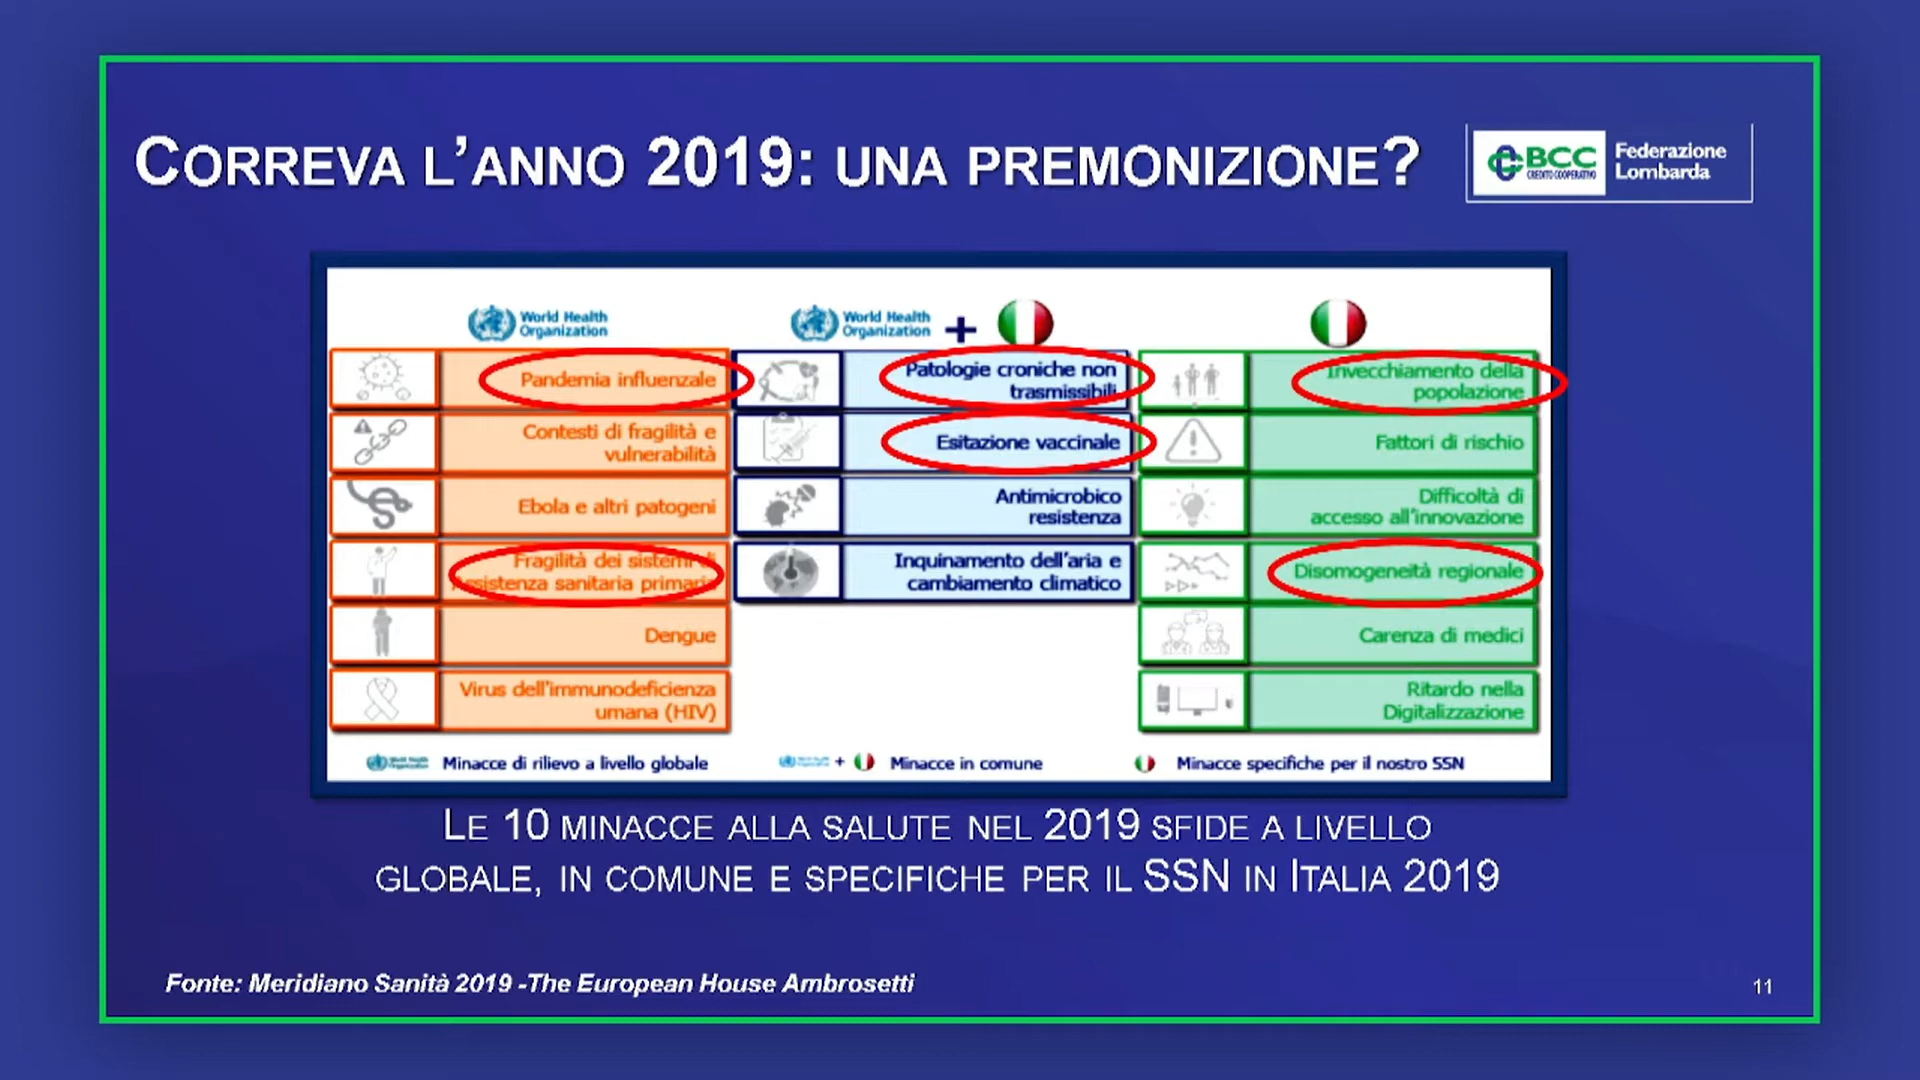 CORREVA L'ANNO 2019: UNA PREMONIZIONE?
BCC
CREDITO COOPERATIVO
Federazione
Lombarda
World Health
Organization
World Health
Organization
+
Pandemia influenzale
Contesti di fragilità e
vulnerabilità
Ebola e altri patogeni
Fragilità dei sistemi di
Assistenza sanitaria primaria
Dengue
Virus dell'immunodeficienza
umana (HIV)
Patologie croniche non
trasmissibili
Esitazione vaccinale
Antimicrobico
resistenza
Inquinamento dell'aria e
cambiamento climatico
Invecchiamento della
popolazione
Fattori di rischio
Difficoltà di
accesso all'innovazione
Disomogeneità regionale
Carenza di medici
Ritardo nella
Digitalizzazione
World Health
Organization
Minacce di rilievo a livello globale
+
Minacce in comune
Minacce specifiche per il nostro SSN
LE 10 MINACCE ALLA SALUTE NEL 2019 SFIDE A LIVELLO
GLOBALE, IN COMUNE E SPECIFICHE PER IL SSN IN ITALIA 2019
Fonte: Meridiano Sanità 2019 -The European House Ambrosetti
11